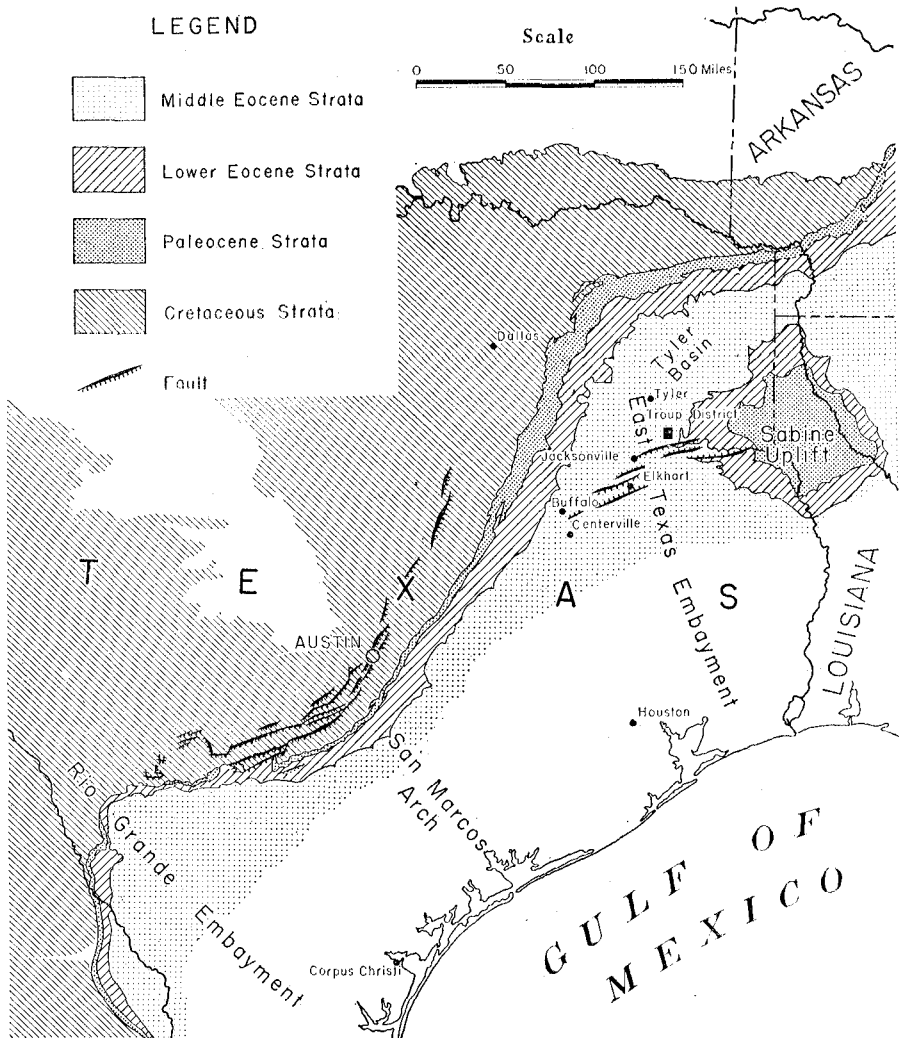 LEGEND
Middle Eocene Strata
Lower Eocene Strata
Paleocene Strata
Cretaceous Strata
Fault
Scale
0 50 100 150 Miles
ARKANSAS
Dallas
Tyler
Basin
Tyler
Troup District
East
Texas
Embayment
Sabine
Uplift
Jacksonville
Elkhart
Buffalo
Centerville
T E X A S
LOUISIANA
AUSTIN
Houston
San Marcos
Arch
Rio
Grande
Embayment
Corpus Christi
GULF OF
MEXICO